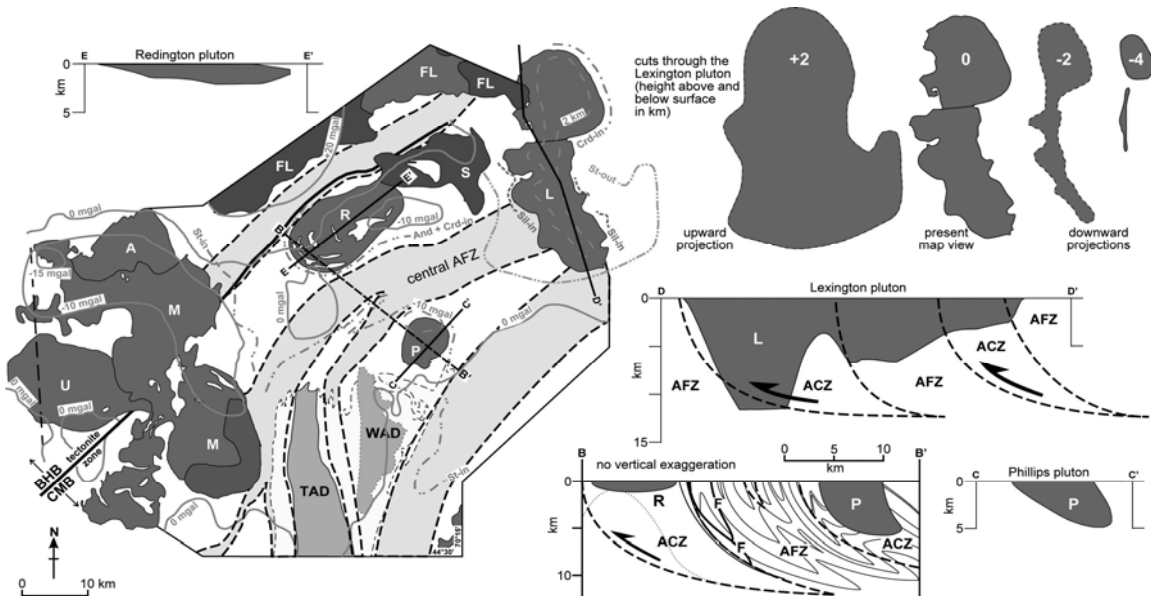 E
Redington pluton
E'
0
km
5
FL
FL
FL
+20 mgal
2 km
Crd-in
St-out
S
L
Sil-in
Sil-in
R
E'
E
-10 mgal
And + Crd-in
B
central AFZ
0 mgal
St-in
A
-15 mgal
-10 mgal
M
0 mgal
D'
-10 mgal
C'
0 mgal
P
B'
C
U
0 mgal
0 mgal
M
WAD
TAD
St-in
BHB
CMB
tectonite
zone
0 mgal
0 mgal
70°15'
44°30'
N
0
10 km
cuts through the
Lexington pluton
(height above and
below surface
in km)
+2
0
-2
-4
upward
projection
present
map view
downward
projections
D
Lexington pluton
D'
0
km
15
L
AFZ
ACZ
AFZ
ACZ
AFZ
0
5
10
km
B
no vertical exaggeration
B'
0
km
10
R
ACZ
F
F
AFZ
P
ACZ
C
Phillips pluton
C'
0
km
5
P